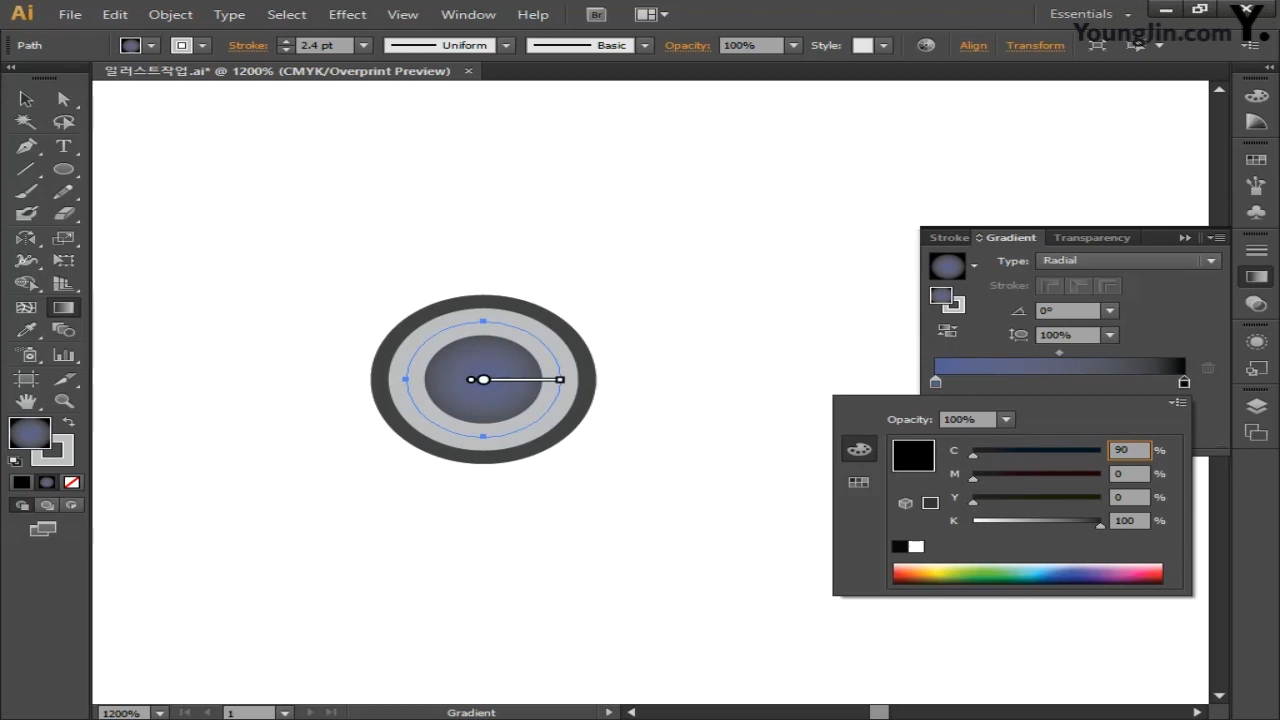 Ai File Edit Object Type Select Effect View Window Help Br Essentials
YoungJin.com Y.
Path Stroke: 2.4 pt Uniform Basic Opacity: 100% Style: Align Transform
일러스트작업.ai* @ 1200% (CMYK/Overprint Preview) ×
Stroke Gradient Transparency
Type: Radial
Stroke:
0°
100%
Opacity: 100%
C 90 %
M 0 %
Y 0 %
K 100 %
1200% 1 Gradient